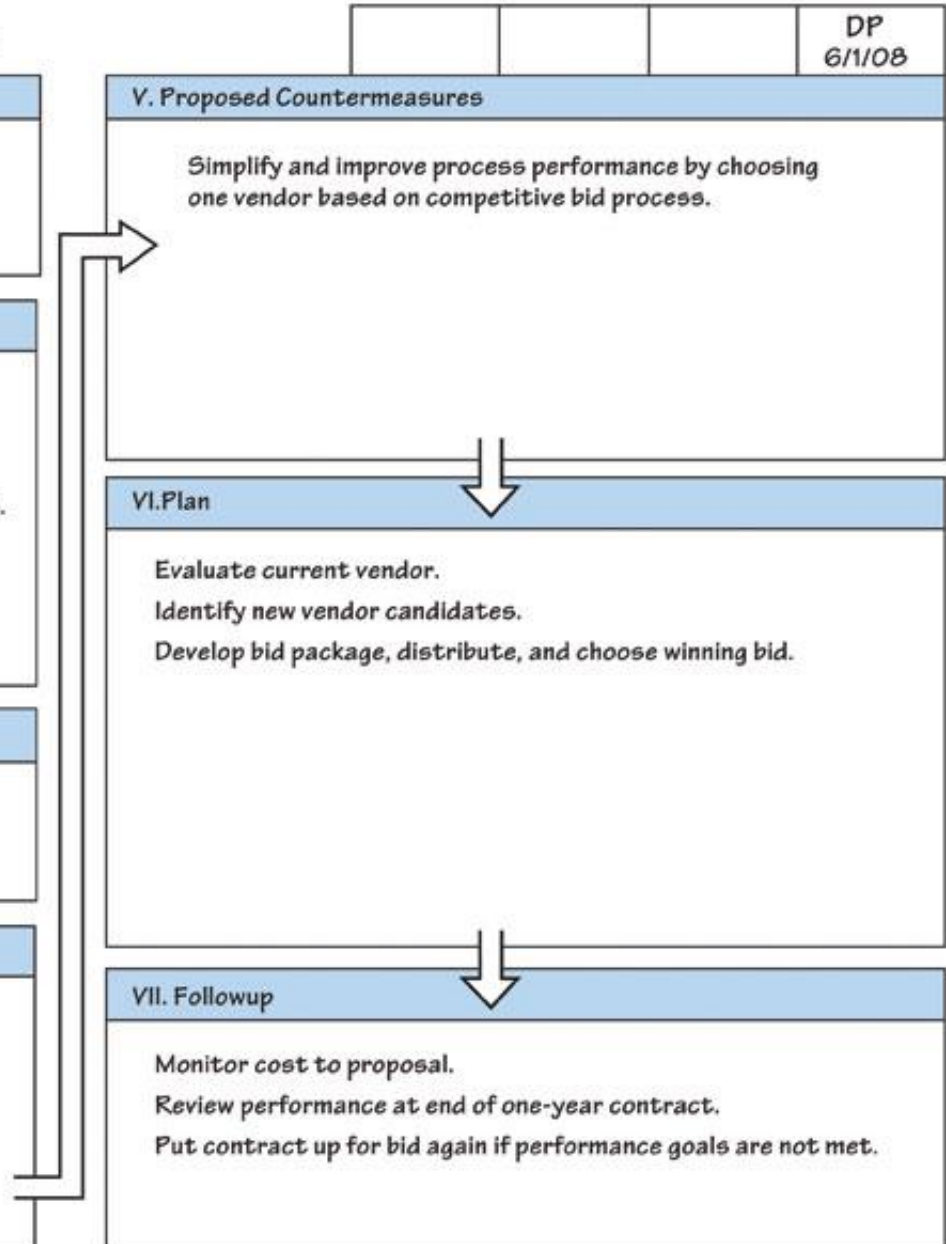 DP
6/1/08
V. Proposed Countermeasures
Simplify and improve process performance by choosing
one vendor based on competitive bid process.
VI.Plan
Evaluate current vendor.
Identify new vendor candidates.
Develop bid package, distribute, and choose winning bid.
VII. Followup
Monitor cost to proposal.
Review performance at end of one-year contract.
Put contract up for bid again if performance goals are not met.